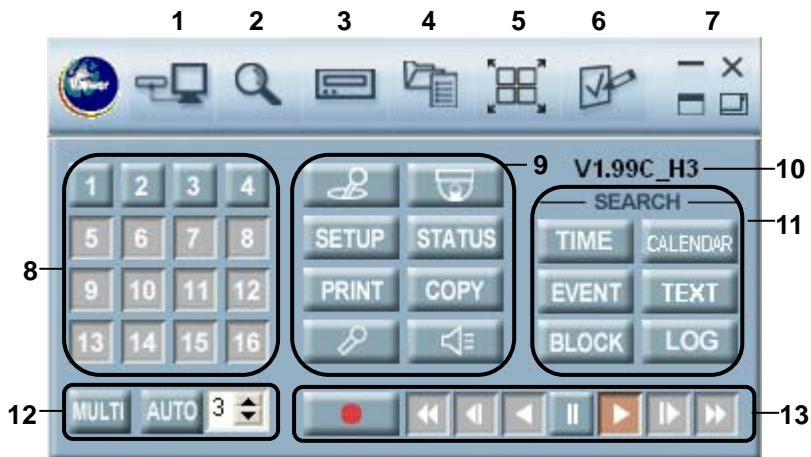 1 2 3 4 5 6 7
Viewer
9 V1.99C_H3 10
1 2 3 4
SEARCH
11
5 6 7 8 SETUP STATUS TIME CALENDAR
8
9 10 11 12 PRINT COPY EVENT TEXT
13 14 15 16 BLOCK LOG
12 MULTI AUTO 3 13